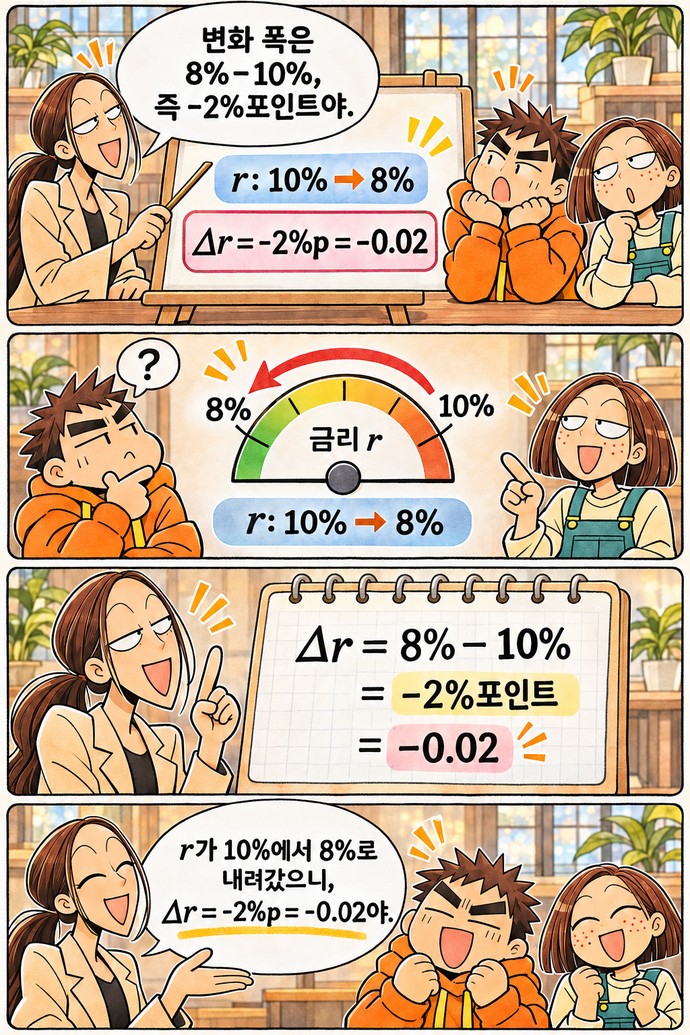 변화 폭은
8%−10%,
즉 −2%포인트야.
r: 10% → 8%
Δr = −2%p = −0.02
?
8%
10%
금리 r
r: 10% → 8%
Δr = 8% − 10%
= −2%포인트
= −0.02
r가 10%에서 8%로
내려갔으니,
Δr = -2%p = -0.02야.